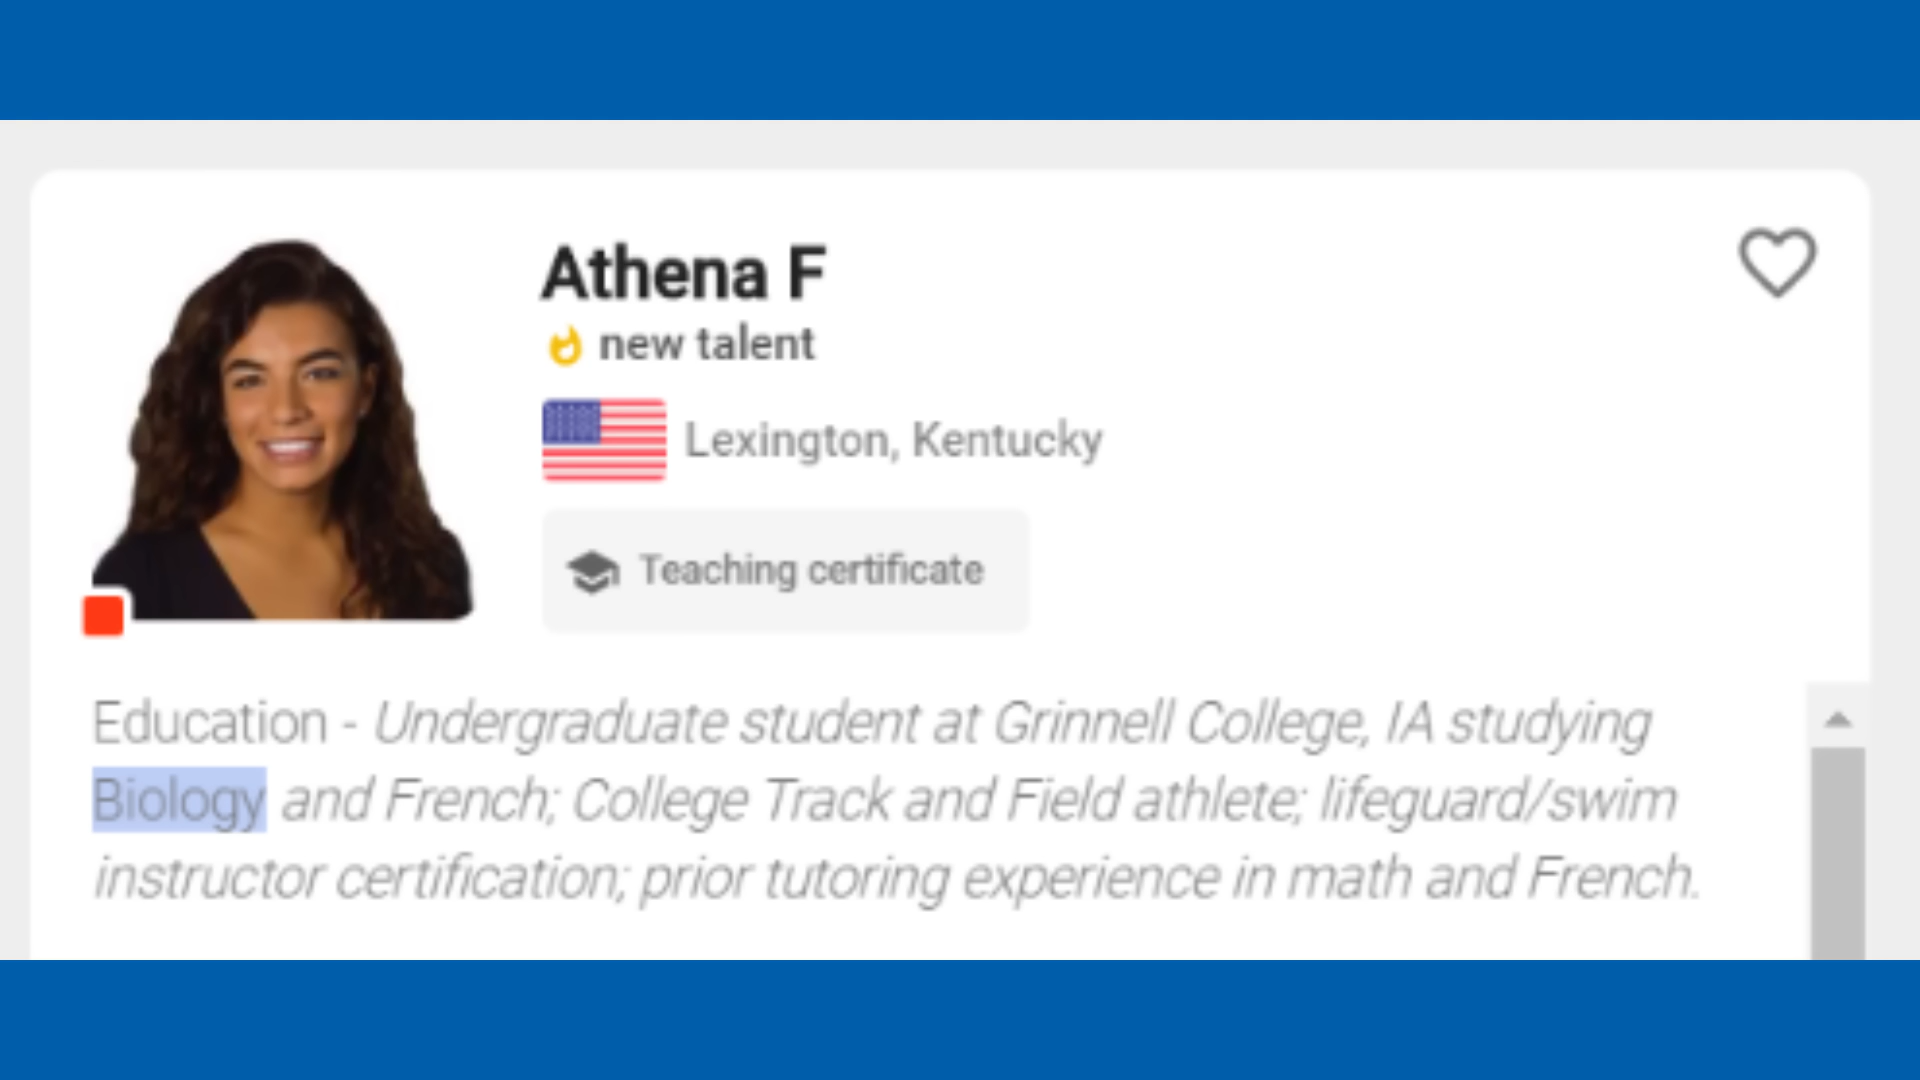 Athena F
new talent
Lexington, Kentucky
Teaching certificate
Education - Undergraduate student at Grinnell College, IA studying
Biology and French; College Track and Field athlete; lifeguard/swim
instructor certification; prior tutoring experience in math and French.